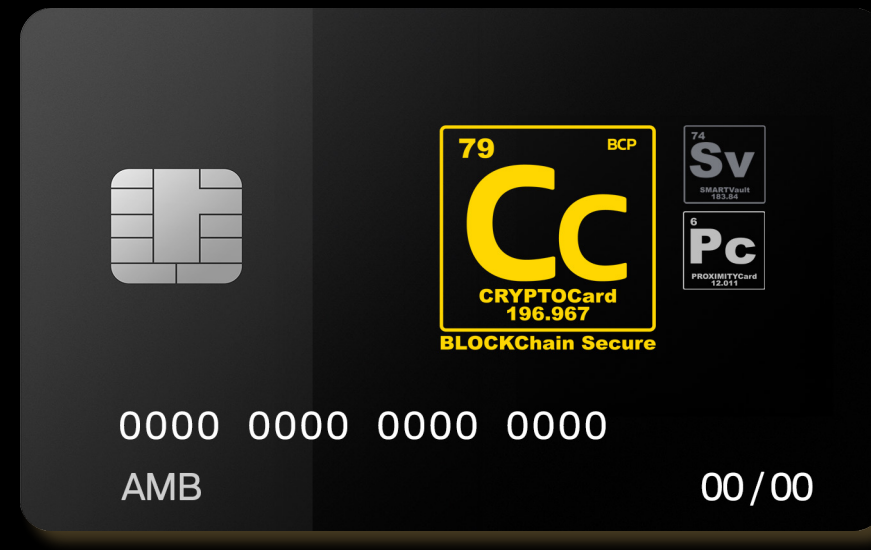 79 BCP
Cc
CRYPTOCard
196.967
BLOCKChain Secure
74
Sv
SMARTVault
183.84
6
Pc
PROXIMITYCard
12.011
0000 0000 0000 0000
AMB 00/00